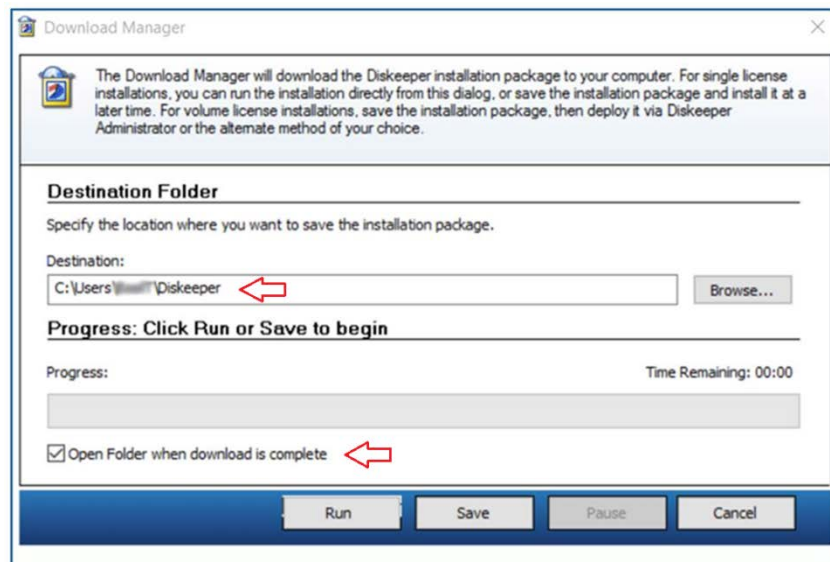 Download Manager
The Download Manager will download the Diskeeper installation package to your computer. For single license
installations, you can run the installation directly from this dialog, or save the installation package and install it at a
later time. For volume license installations, save the installation package, then deploy it via Diskeeper
Administrator or the alternate method of your choice.
Destination Folder
Specify the location where you want to save the installation package.
Destination:
C:\Users\ \Diskeeper
Browse...
Progress: Click Run or Save to begin
Progress:
Time Remaining: 00:00
Open Folder when download is complete
Run
Save
Pause
Cancel